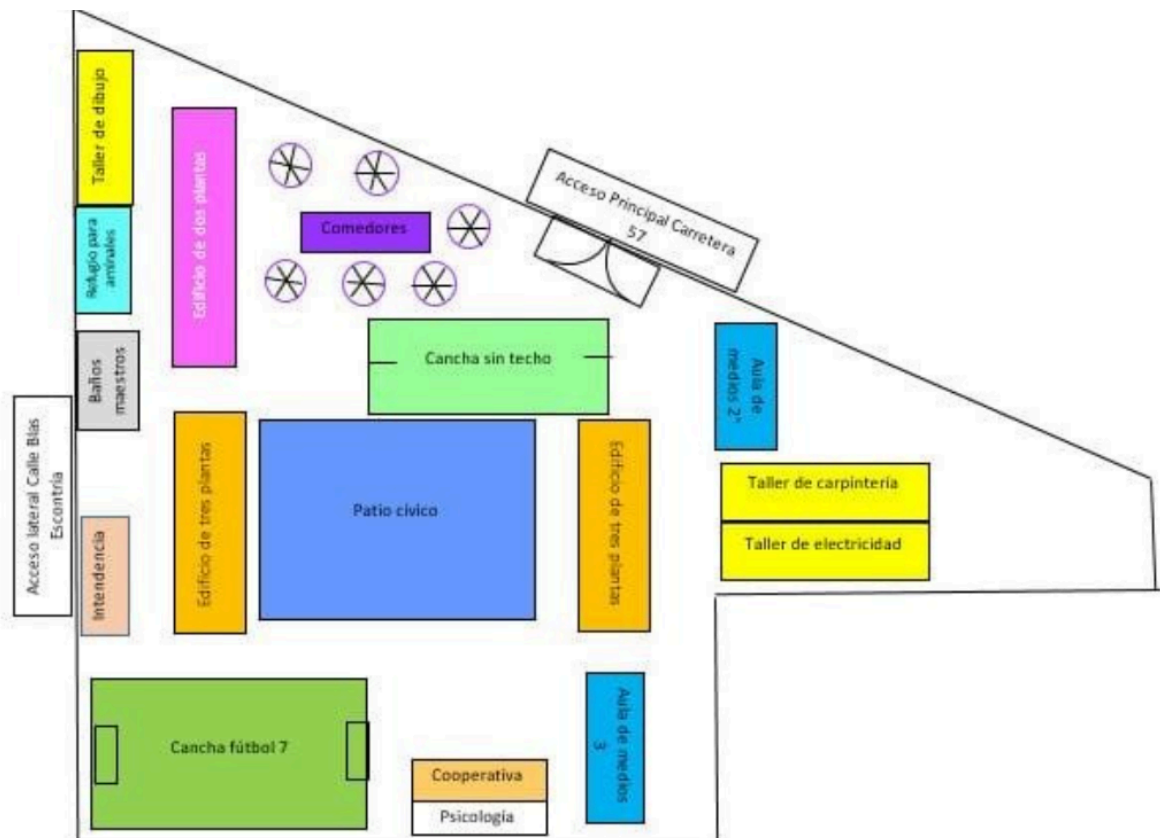 Taller de dibujo
Edificio de dos plantas
Comedores
Acceso Principal Carretera
57
Refugio para
aminales
Baños
maestros
Cancha sin techo
Aula de
medios 2°
Acceso lateral Calle Blas
Escontría
Intendencia
Edificio de tres plantas
Patio cívico
Edificio de tres plantas
Taller de carpintería
Taller de electricidad
Cancha fútbol 7
Cooperativa
Psicología
Aula de medios
3